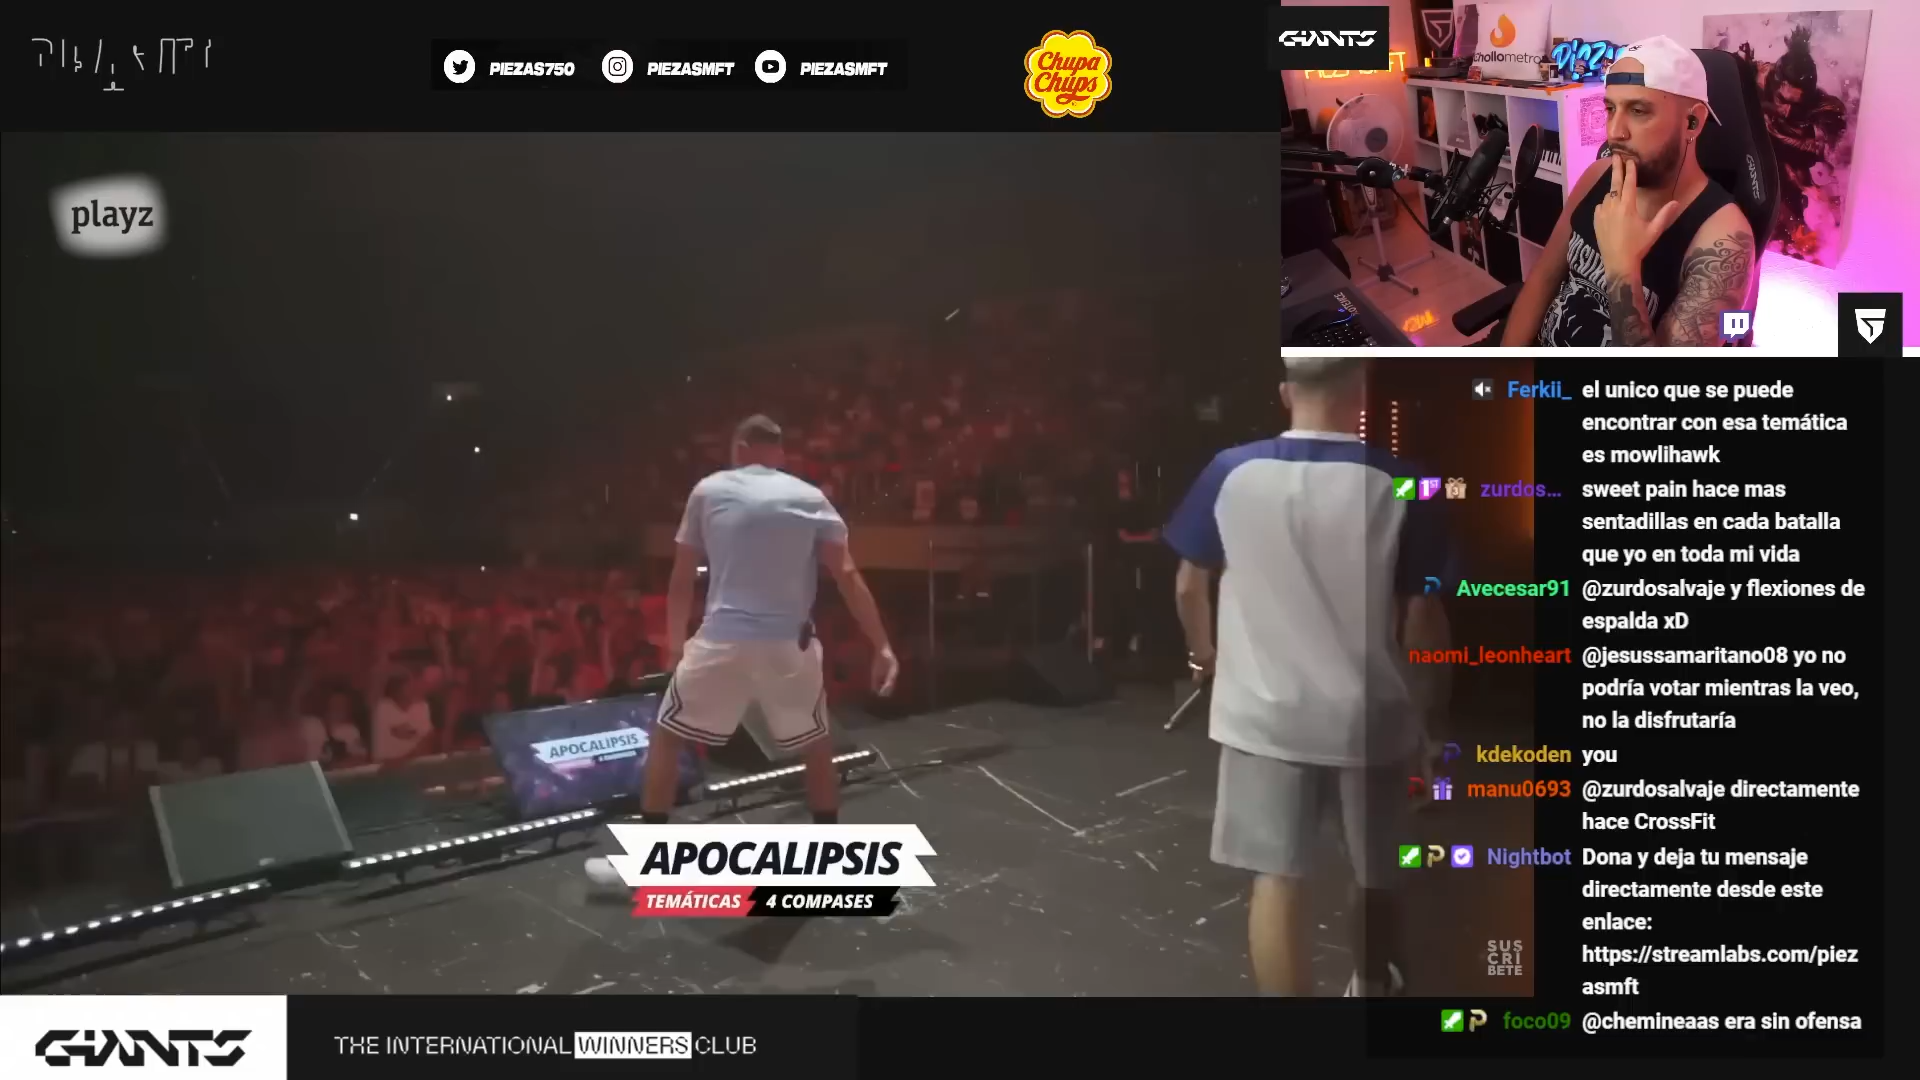 PIEZAS750
PIEZASMFT
PIEZASMFT
Chupa
Chups
GIANTS
PIEZASMFT
chollometro
playz
APOCALIPSIS
APOCALIPSIS
TEMÁTICAS 4 COMPASES
SUS
CRÍ
BETE
Ferkii_ el unico que se puede
encontrar con esa temática
es mowlihawk
zurdos... sweet pain hace mas
sentadillas en cada batalla
que yo en toda mi vida
Avecesar91 @zurdosalvaje y flexiones de
espalda xD
naomi_leonheart @jesussamaritano08 yo no
podría votar mientras la veo,
no la disfrutaría
kdekoden you
manu0693 @zurdosalvaje directamente
hace CrossFit
Nightbot Dona y deja tu mensaje
directamente desde este
enlace:
https://streamlabs.com/piez
asmft
foco09 @chemineaas era sin ofensa
GIANTS
THE INTERNATIONAL WINNERS CLUB